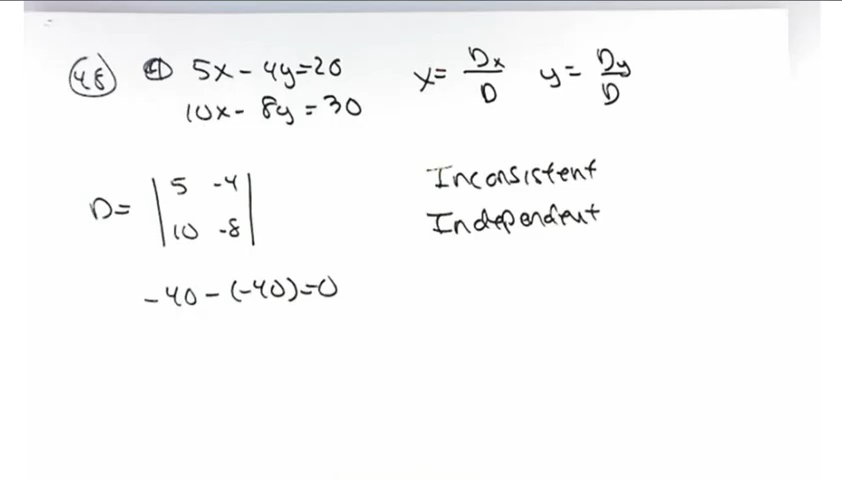 48 5x - 4y = 20
10x - 8y = 30
x = Dx/D y = Dy/D
D = | 5 -4 |
| 10 -8 |
-40 - (-40) = 0
Inconsistent
Independent